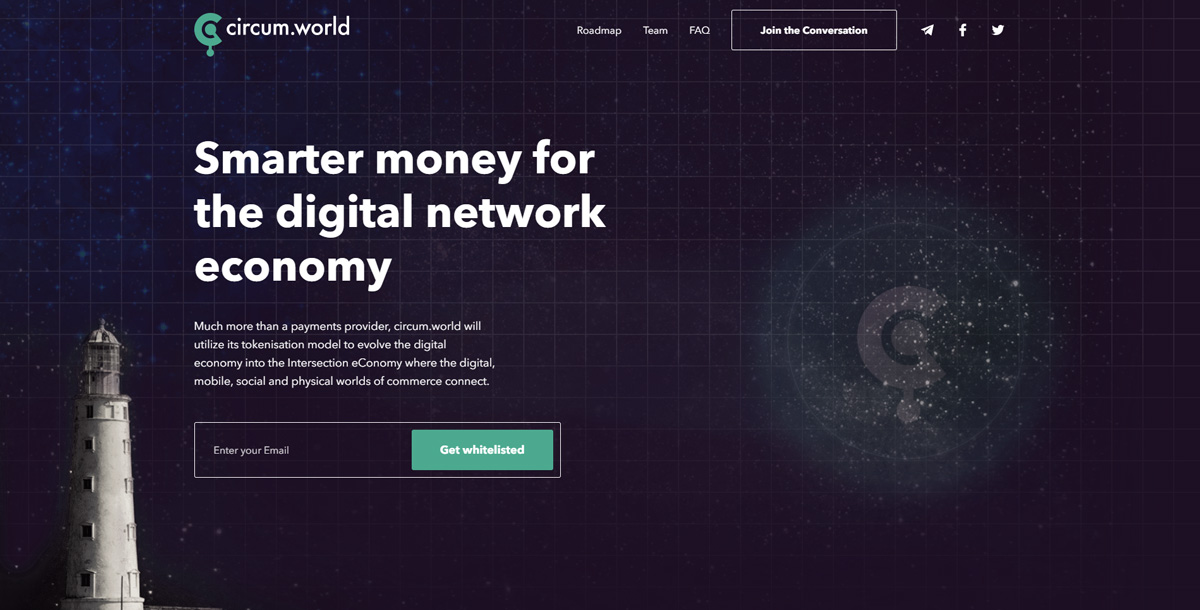 circum.world
Roadmap
Team
FAQ
Join the Conversation
Smarter money for
the digital network
economy
Much more than a payments provider, circum.world will
utilize its tokenisation model to evolve the digital
economy into the Intersection eConomy where the digital,
mobile, social and physical worlds of commerce connect.
Enter your Email
Get whitelisted